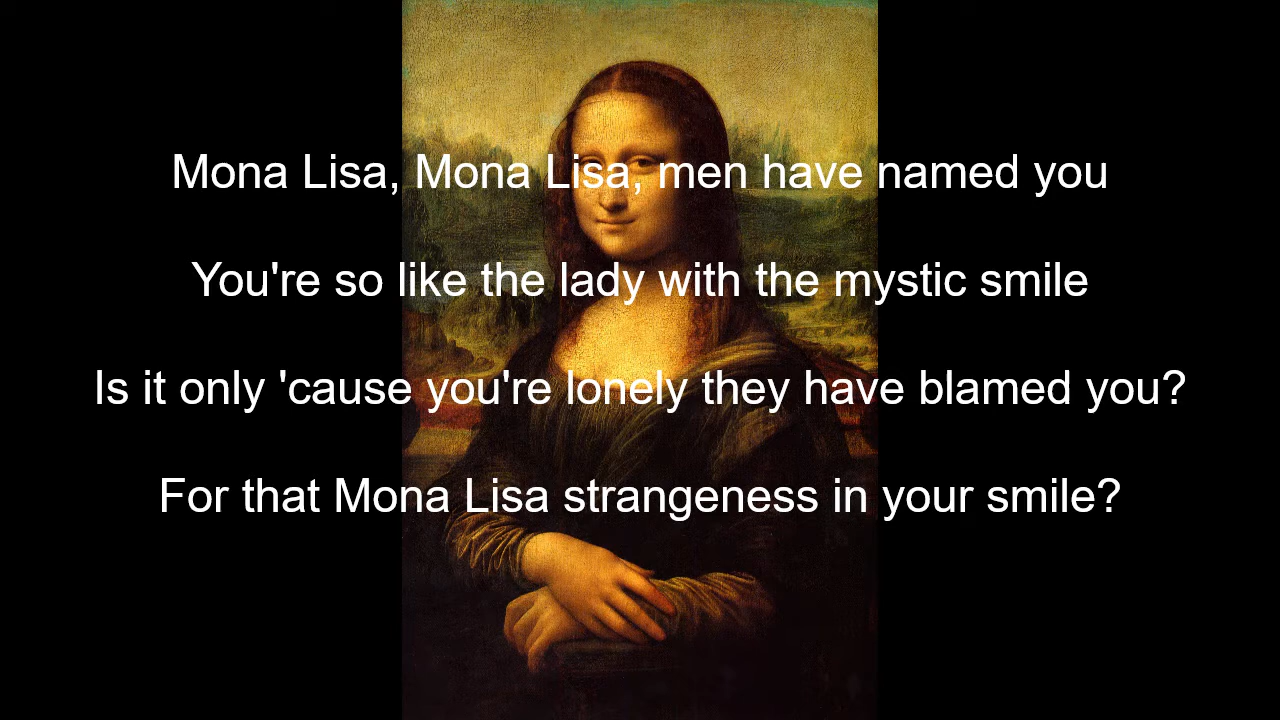 Mona Lisa, Mona Lisa, men have named you
You're so like the lady with the mystic smile
Is it only 'cause you're lonely they have blamed you?
For that Mona Lisa strangeness in your smile?